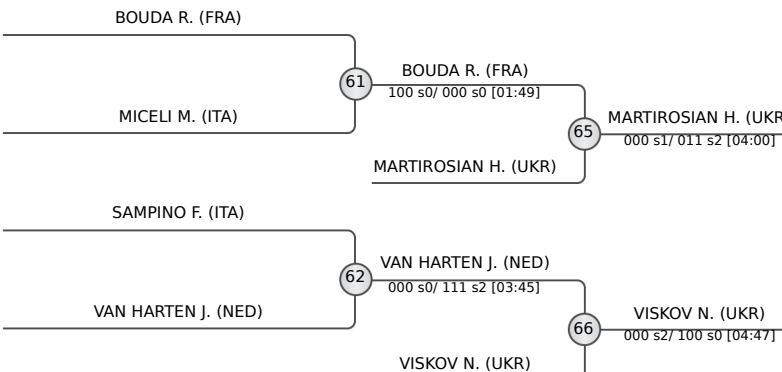 BOUDA R. (FRA)
61
BOUDA R. (FRA)
100 s0/ 000 s0 [01:49]
MICELI M. (ITA)
65
MARTIROSIAN H. (UKR
000 s1/ 011 s2 [04:00]
MARTIROSIAN H. (UKR)
SAMPINO F. (ITA)
62
VAN HARTEN J. (NED)
000 s0/ 111 s2 [03:45]
VAN HARTEN J. (NED)
66
VISKOV N. (UKR)
000 s2/ 100 s0 [04:47]
VISKOV N. (UKR)